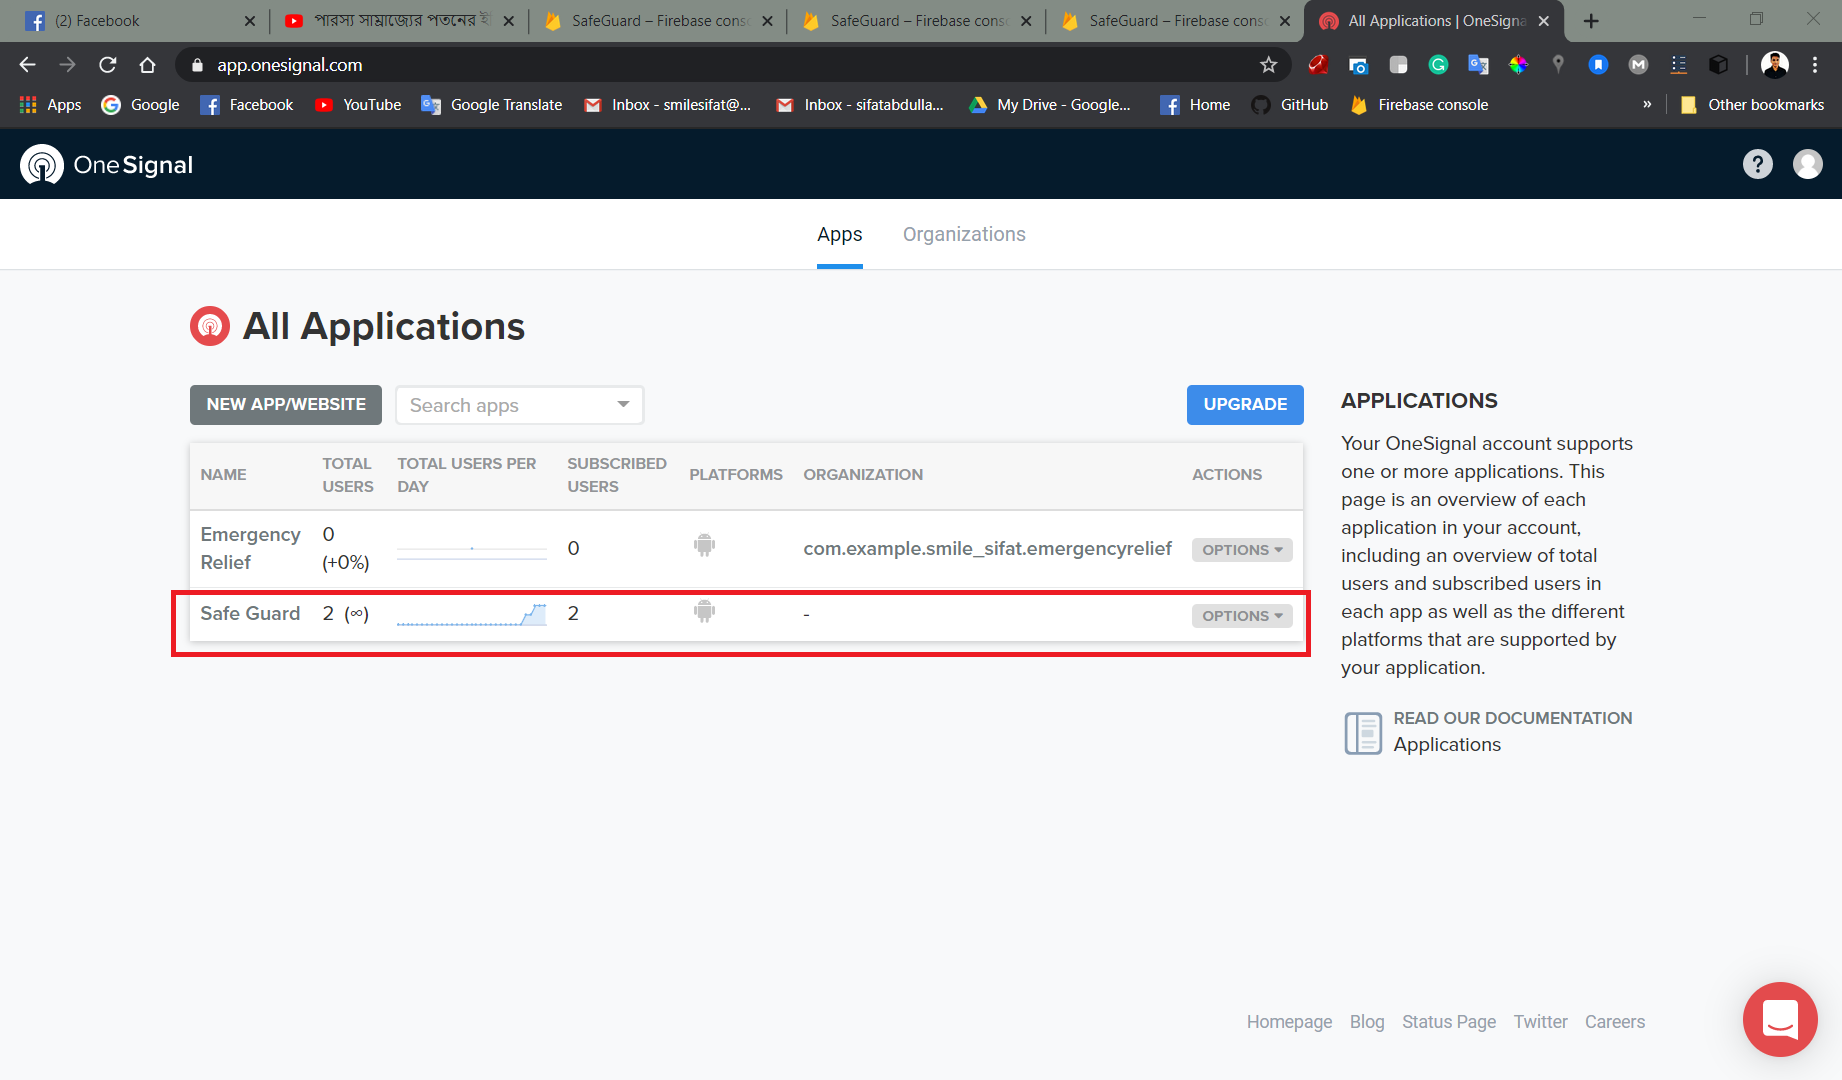 (2) Facebook
পারস্য সাম্রাজ্যের পতনের ই
SafeGuard – Firebase cons
SafeGuard – Firebase conso
SafeGuard – Firebase cons
All Applications | OneSigna
app.onesignal.com
Apps
Google
Facebook
YouTube
Google Translate
Inbox - smilesifat@...
Inbox - sifatabdulla...
My Drive - Google...
Home
GitHub
Firebase console
»
Other bookmarks
OneSignal
?
Apps
Organizations
All Applications
NEW APP/WEBSITE
Search apps
UPGRADE
NAME
TOTAL USERS
TOTAL USERS PER DAY
SUBSCRIBED USERS
PLATFORMS
ORGANIZATION
ACTIONS
Emergency Relief
0 (+0%)
0
com.example.smile_sifat.emergencyrelief
OPTIONS
Safe Guard
2 (∞)
2
-
OPTIONS
APPLICATIONS
Your OneSignal account supports
one or more applications. This
page is an overview of each
application in your account,
including an overview of total
users and subscribed users in
each app as well as the different
platforms that are supported by
your application.
READ OUR DOCUMENTATION
Applications
Homepage
Blog
Status Page
Twitter
Careers